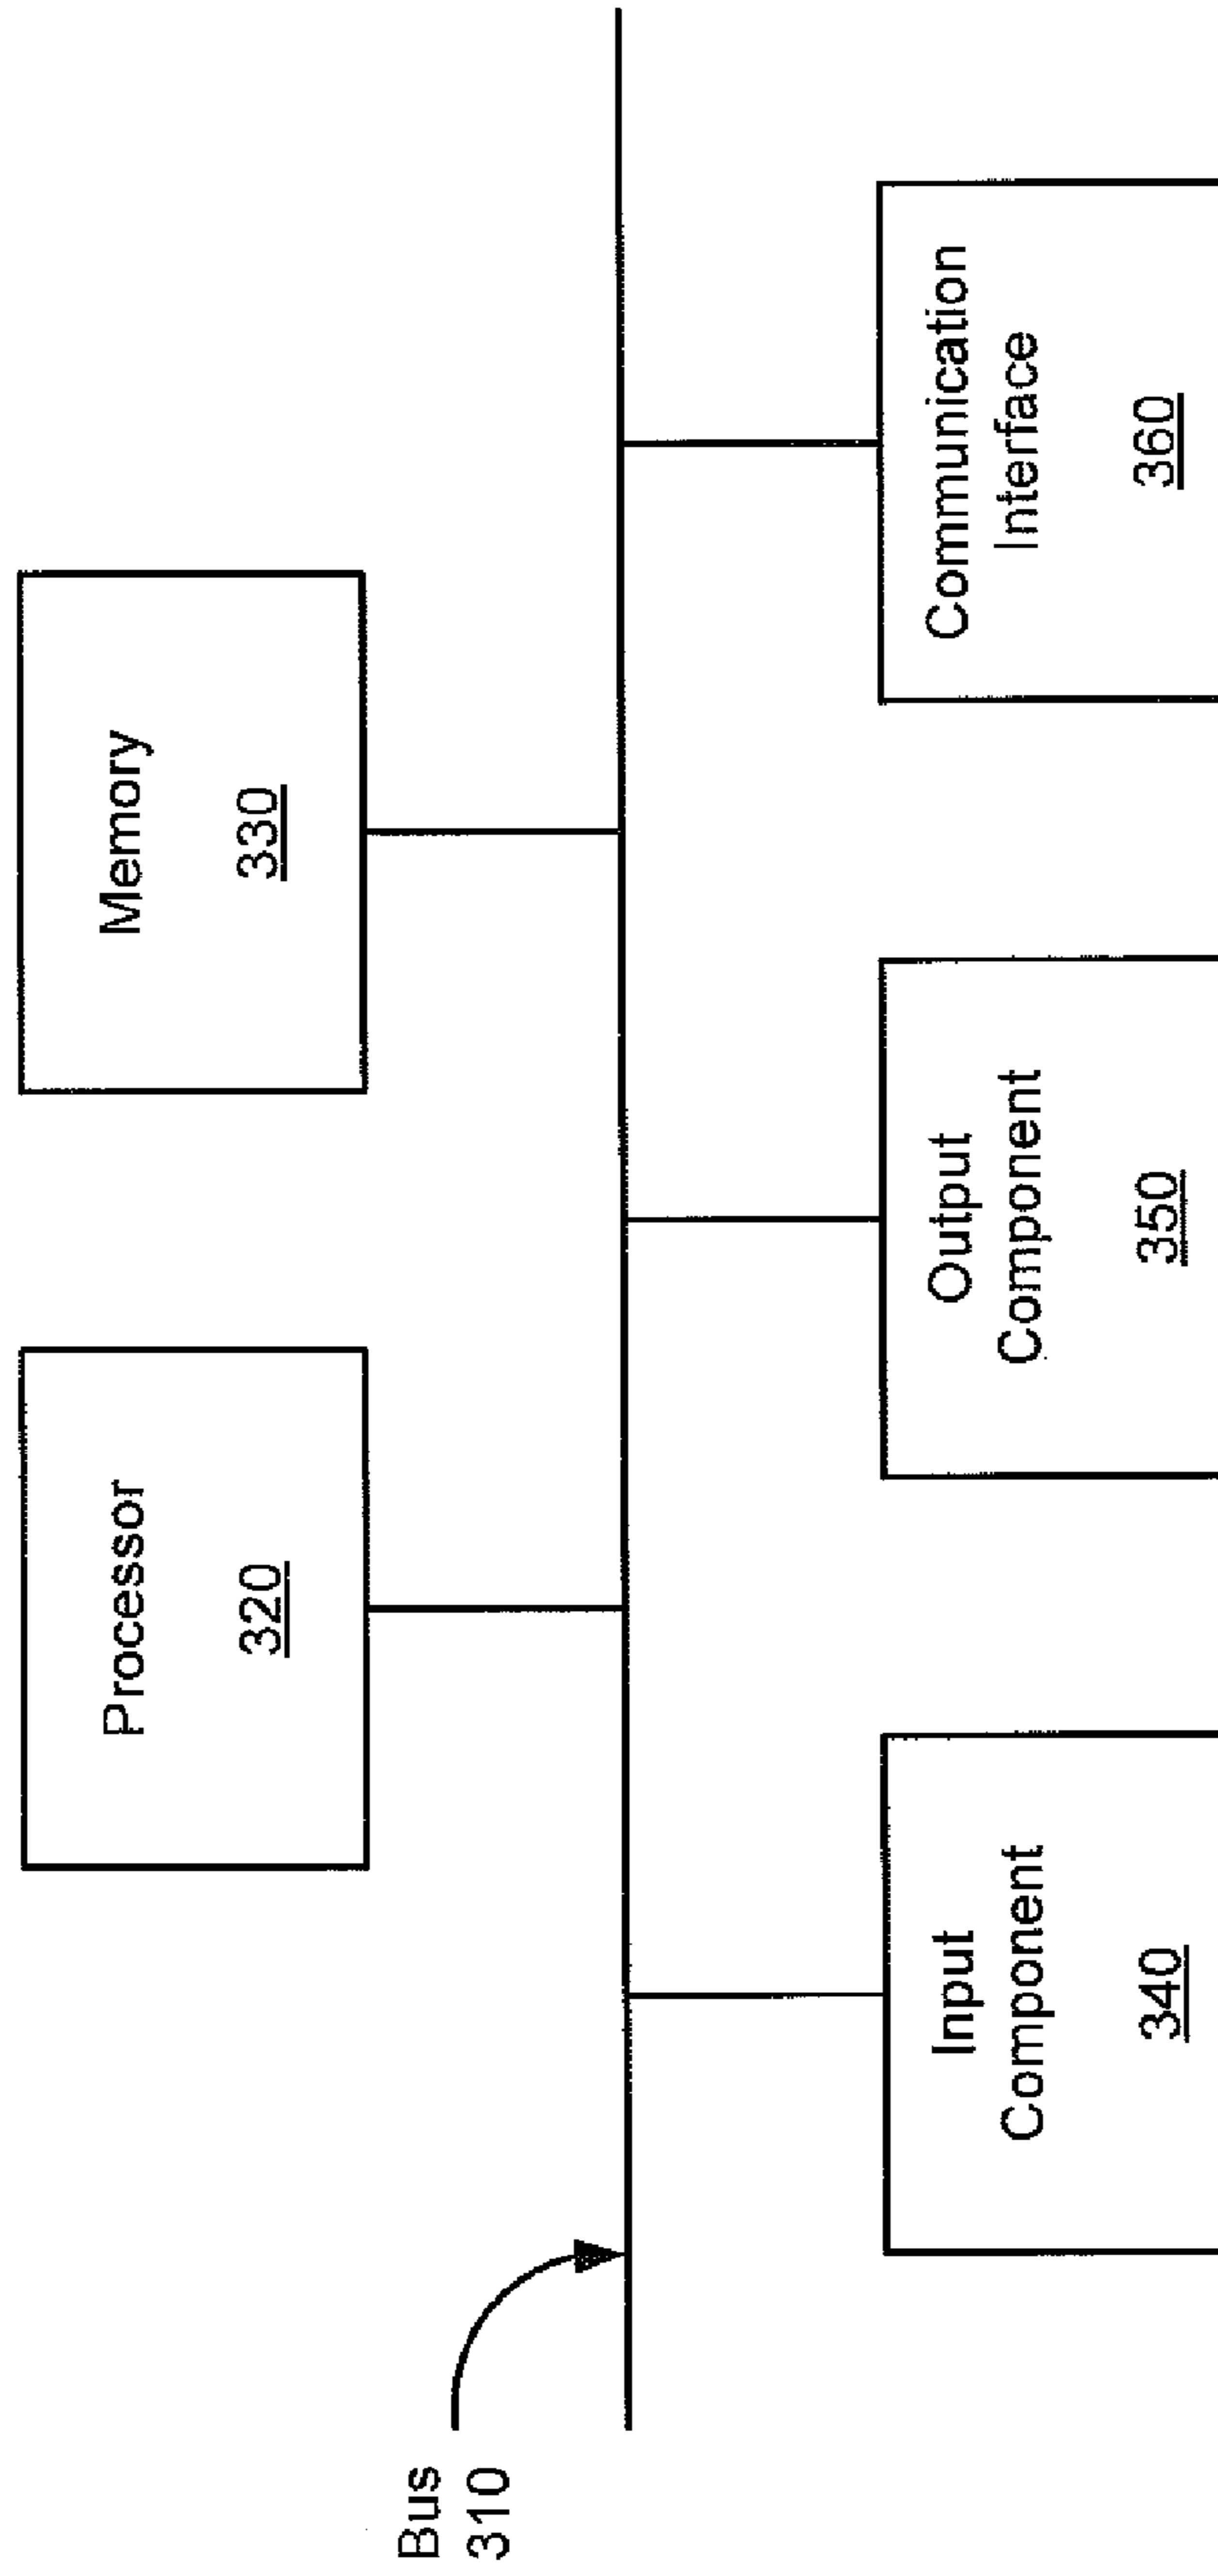 Processor
320
Memory
330
Bus
310
Input
Component
340
Output
Component
350
Communication
Interface
360